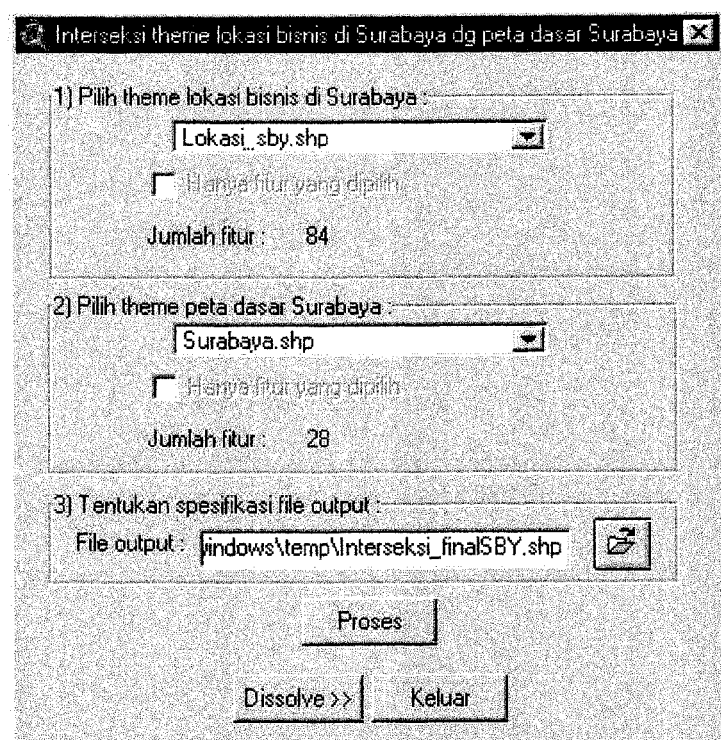 Interseksi theme lokasi bisnis di Surabaya dg peta dasar Surabaya
1) Pilih theme lokasi bisnis di Surabaya :
Lokasi_sby.shp
Hanya fitur yang dipilih
Jumlah fitur : 84
2) Pilih theme peta dasar Surabaya :
Surabaya.shp
Hanya fitur yang dipilih
Jumlah fitur : 28
3) Tentukan spesifikasi file output :
File output : indows\temp\Interseksi_finalSBY.shp
Proses
Dissolve >> Keluar